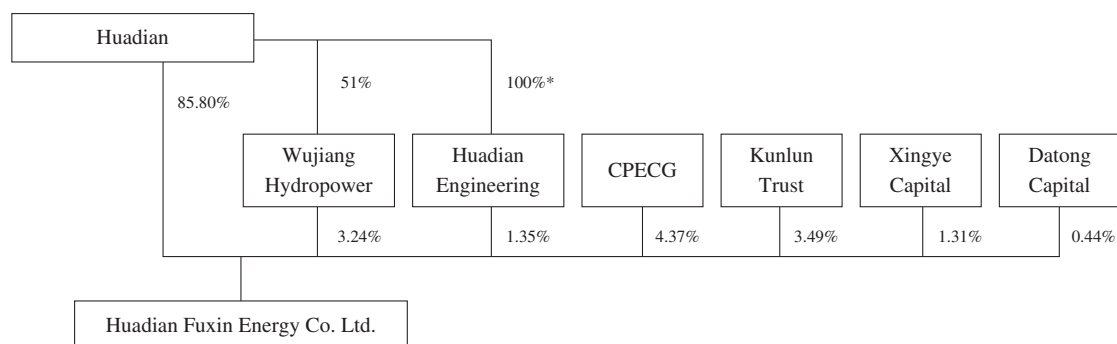 Huadian
85.80%
51%
100%*
Wujiang
Hydropower
Huadian
Engineering
CPECG
Kunlun
Trust
Xingye
Capital
Datong
Capital
3.24%
1.35%
4.37%
3.49%
1.31%
0.44%
Huadian Fuxin Energy Co. Ltd.